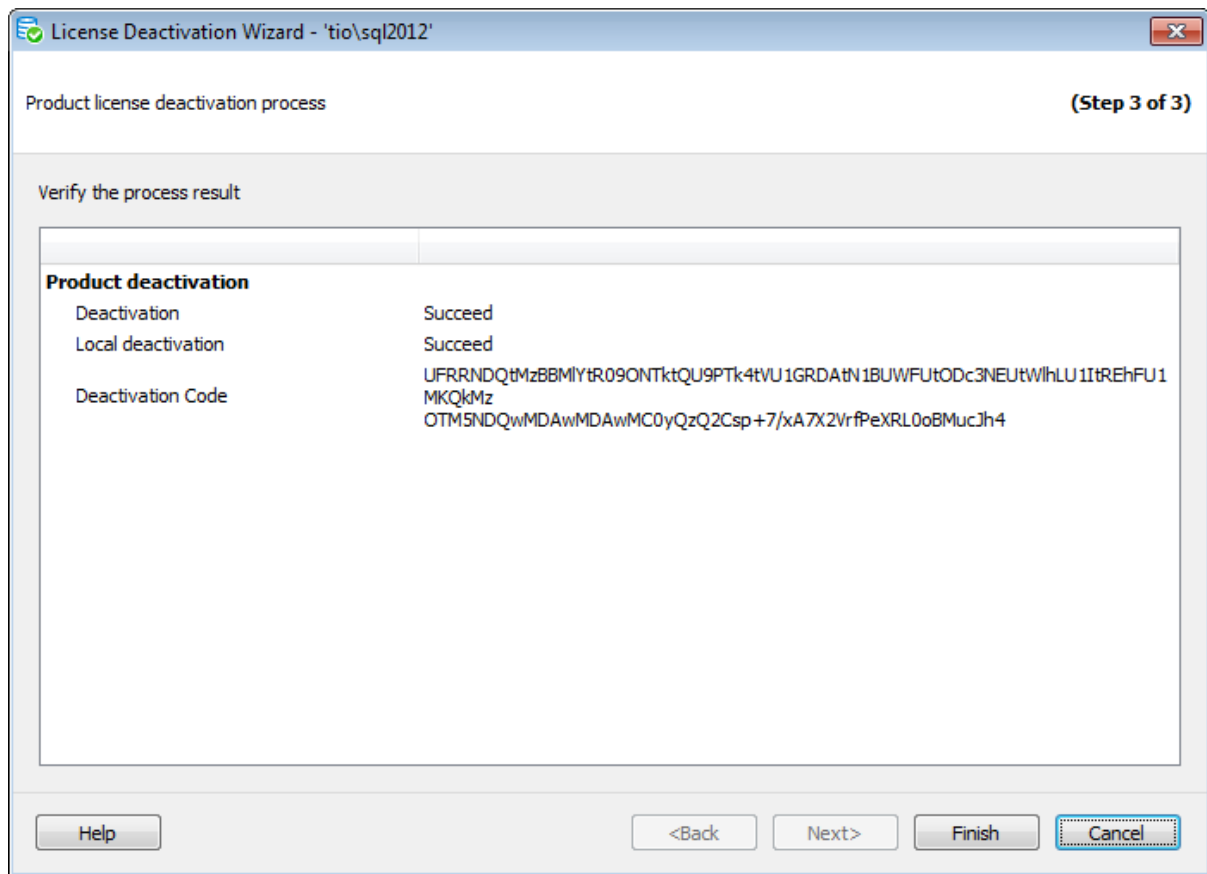 License Deactivation Wizard - 'tio\sql2012'
Product license deactivation process
(Step 3 of 3)
Verify the process result
Product deactivation
Deactivation Succeed
Local deactivation Succeed
Deactivation Code
UFRRNDQtMzBBMlYtR09ONTktQU9PTk4tVU1GRDAtN1BUWFUtODc3NEUtWlhLU1ItREhFU1
MKQkMz
OTM5NDQwMDAwMDAwMC0yQzQ2Csp+7/xA7X2VrfPeXRL0oBMucJh4
Help
<Back
Next>
Finish
Cancel